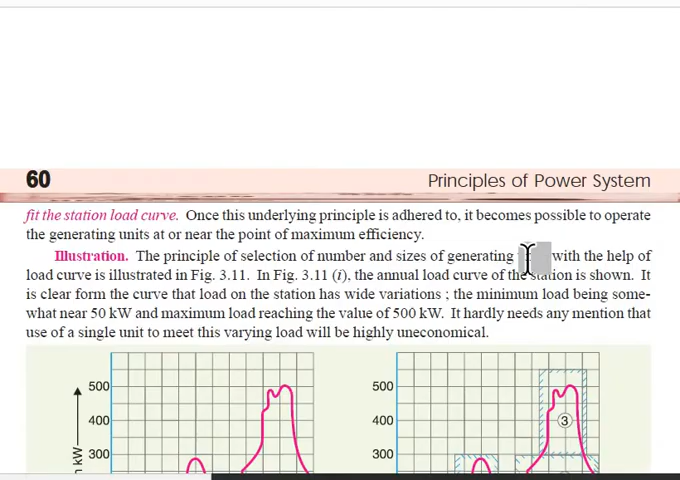 60
Principles of Power System
fit the station load curve. Once this underlying principle is adhered to, it becomes possible to operate
the generating units at or near the point of maximum efficiency.
Illustration. The principle of selection of number and sizes of generating with the help of
load curve is illustrated in Fig. 3.11. In Fig. 3.11 (i), the annual load curve of the station is shown. It
is clear form the curve that load on the station has wide variations ; the minimum load being some-
what near 50 kW and maximum load reaching the value of 500 kW. It hardly needs any mention that
use of a single unit to meet this varying load will be highly uneconomical.
500
400
300
kW
500
400
300
3